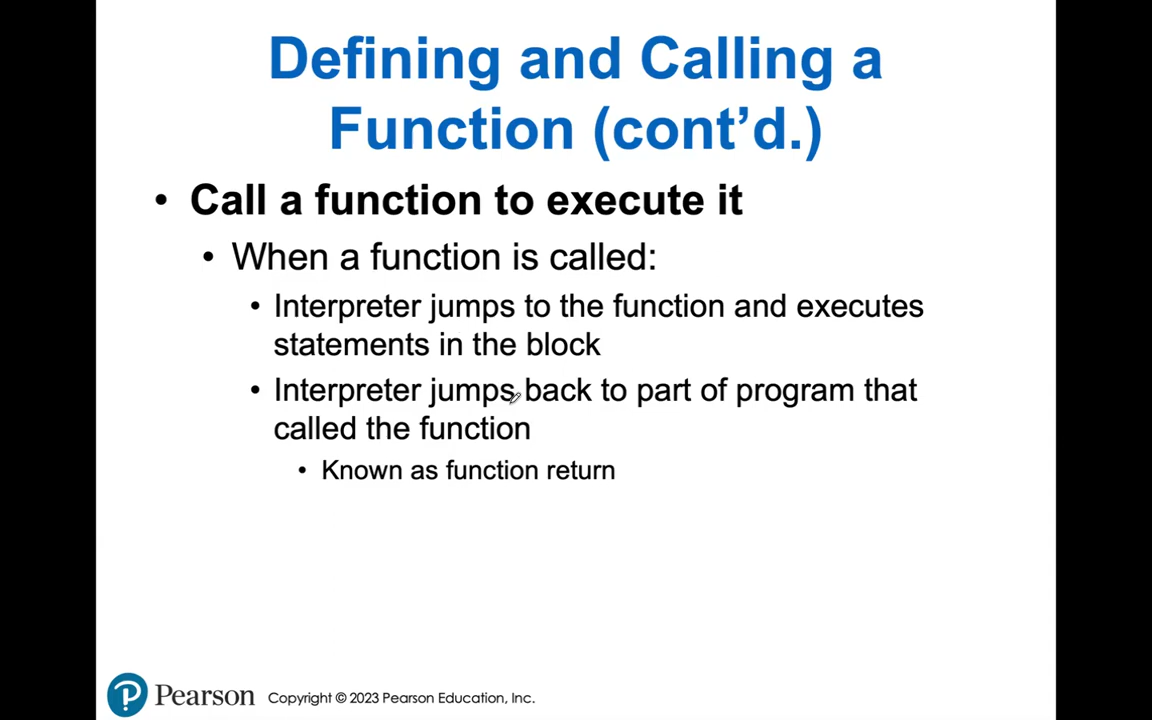 Defining and Calling a
Function (cont’d.)
• Call a function to execute it
• When a function is called:
• Interpreter jumps to the function and executes
statements in the block
• Interpreter jumps back to part of program that
called the function
• Known as function return
Pearson Copyright © 2023 Pearson Education, Inc.